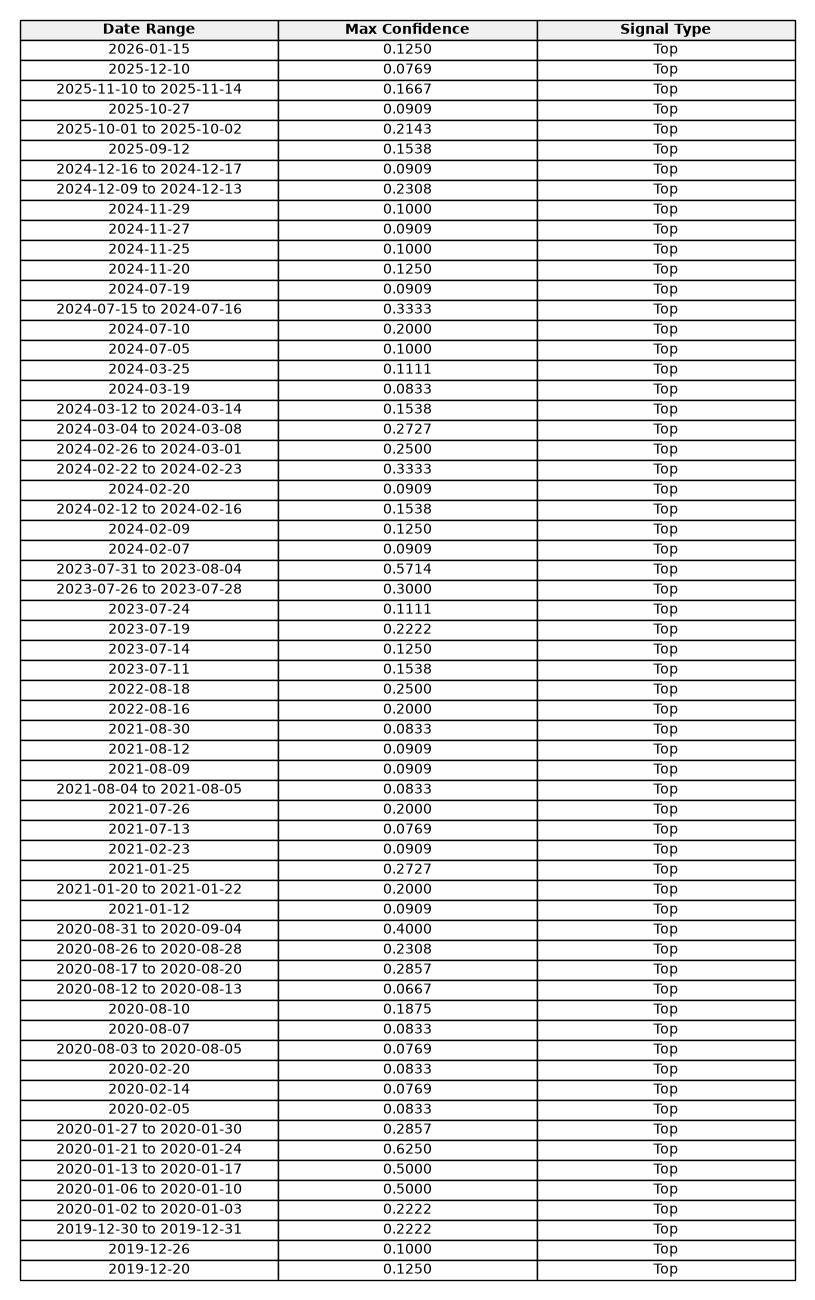 Date Range Max Confidence Signal Type
2026-01-15 0.1250 Top
2025-12-10 0.0769 Top
2025-11-10 to 2025-11-14 0.1667 Top
2025-10-27 0.0909 Top
2025-10-01 to 2025-10-02 0.2143 Top
2025-09-12 0.1538 Top
2024-12-16 to 2024-12-17 0.0909 Top
2024-12-09 to 2024-12-13 0.2308 Top
2024-11-29 0.1000 Top
2024-11-27 0.0909 Top
2024-11-25 0.1000 Top
2024-11-20 0.1250 Top
2024-07-19 0.0909 Top
2024-07-15 to 2024-07-16 0.3333 Top
2024-07-10 0.2000 Top
2024-07-05 0.1000 Top
2024-03-25 0.1111 Top
2024-03-19 0.0833 Top
2024-03-12 to 2024-03-14 0.1538 Top
2024-03-04 to 2024-03-08 0.2727 Top
2024-02-26 to 2024-03-01 0.2500 Top
2024-02-22 to 2024-02-23 0.3333 Top
2024-02-20 0.0909 Top
2024-02-12 to 2024-02-16 0.1538 Top
2024-02-09 0.1250 Top
2024-02-07 0.0909 Top
2023-07-31 to 2023-08-04 0.5714 Top
2023-07-26 to 2023-07-28 0.3000 Top
2023-07-24 0.1111 Top
2023-07-19 0.2222 Top
2023-07-14 0.1250 Top
2023-07-11 0.1538 Top
2022-08-18 0.2500 Top
2022-08-16 0.2000 Top
2021-08-30 0.0833 Top
2021-08-12 0.0909 Top
2021-08-09 0.0909 Top
2021-08-04 to 2021-08-05 0.0833 Top
2021-07-26 0.2000 Top
2021-07-13 0.0769 Top
2021-02-23 0.0909 Top
2021-01-25 0.2727 Top
2021-01-20 to 2021-01-22 0.2000 Top
2021-01-12 0.0909 Top
2020-08-31 to 2020-09-04 0.4000 Top
2020-08-26 to 2020-08-28 0.2308 Top
2020-08-17 to 2020-08-20 0.2857 Top
2020-08-12 to 2020-08-13 0.0667 Top
2020-08-10 0.1875 Top
2020-08-07 0.0833 Top
2020-08-03 to 2020-08-05 0.0769 Top
2020-02-20 0.0833 Top
2020-02-14 0.0769 Top
2020-02-05 0.0833 Top
2020-01-27 to 2020-01-30 0.2857 Top
2020-01-21 to 2020-01-24 0.6250 Top
2020-01-13 to 2020-01-17 0.5000 Top
2020-01-06 to 2020-01-10 0.5000 Top
2020-01-02 to 2020-01-03 0.2222 Top
2019-12-30 to 2019-12-31 0.2222 Top
2019-12-26 0.1000 Top
2019-12-20 0.1250 Top